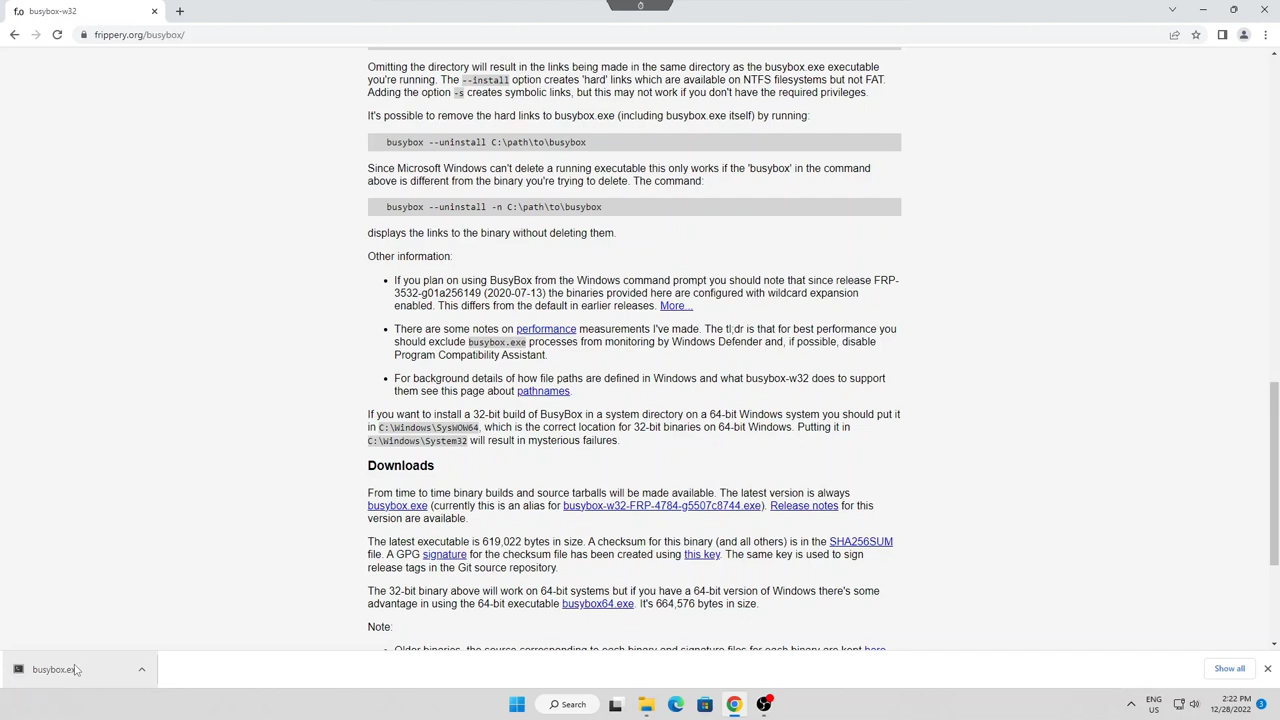 f.o busybox-w32
frippery.org/busybox/
Omitting the directory will result in the links being made in the same directory as the busybox.exe executable
you're running. The --install option creates 'hard' links which are available on NTFS filesystems but not FAT.
Adding the option -s creates symbolic links, but this may not work if you don't have the required privileges.
It's possible to remove the hard links to busybox.exe (including busybox.exe itself) by running:
busybox --uninstall C:\path\to\busybox
Since Microsoft Windows can't delete a running executable this only works if the 'busybox' in the command
above is different from the binary you're trying to delete. The command:
busybox --uninstall -n C:\path\to\busybox
displays the links to the binary without deleting them.
Other information:
• If you plan on using BusyBox from the Windows command prompt you should note that since release FRP-
3532-g01a256149 (2020-07-13) the binaries provided here are configured with wildcard expansion
enabled. This differs from the default in earlier releases. More...
• There are some notes on performance measurements I've made. The tl;dr is that for best performance you
should exclude busybox.exe processes from monitoring by Windows Defender and, if possible, disable
Program Compatibility Assistant.
• For background details of how file paths are defined in Windows and what busybox-w32 does to support
them see this page about pathnames.
If you want to install a 32-bit build of BusyBox in a system directory on a 64-bit Windows system you should put it
in C:\Windows\SysWOW64, which is the correct location for 32-bit binaries on 64-bit Windows. Putting it in
C:\Windows\System32 will result in mysterious failures.
Downloads
From time to time binary builds and source tarballs will be made available. The latest version is always
busybox.exe (currently this is an alias for busybox-w32-FRP-4784-g5507c8744.exe). Release notes for this
version are available.
The latest executable is 619,022 bytes in size. A checksum for this binary (and all others) is in the SHA256SUM
file. A GPG signature for the checksum file has been created using this key. The same key is used to sign
release tags in the Git source repository.
The 32-bit binary above will work on 64-bit systems but if you have a 64-bit version of Windows there's some
advantage in using the 64-bit executable busybox64.exe. It's 664,576 bytes in size.
Note:
• Older binaries, the source corresponding to each binary and signature files for each binary are kept here
busybox.exe
Show all
Search
ENG
US
2:22 PM
12/28/2022
3